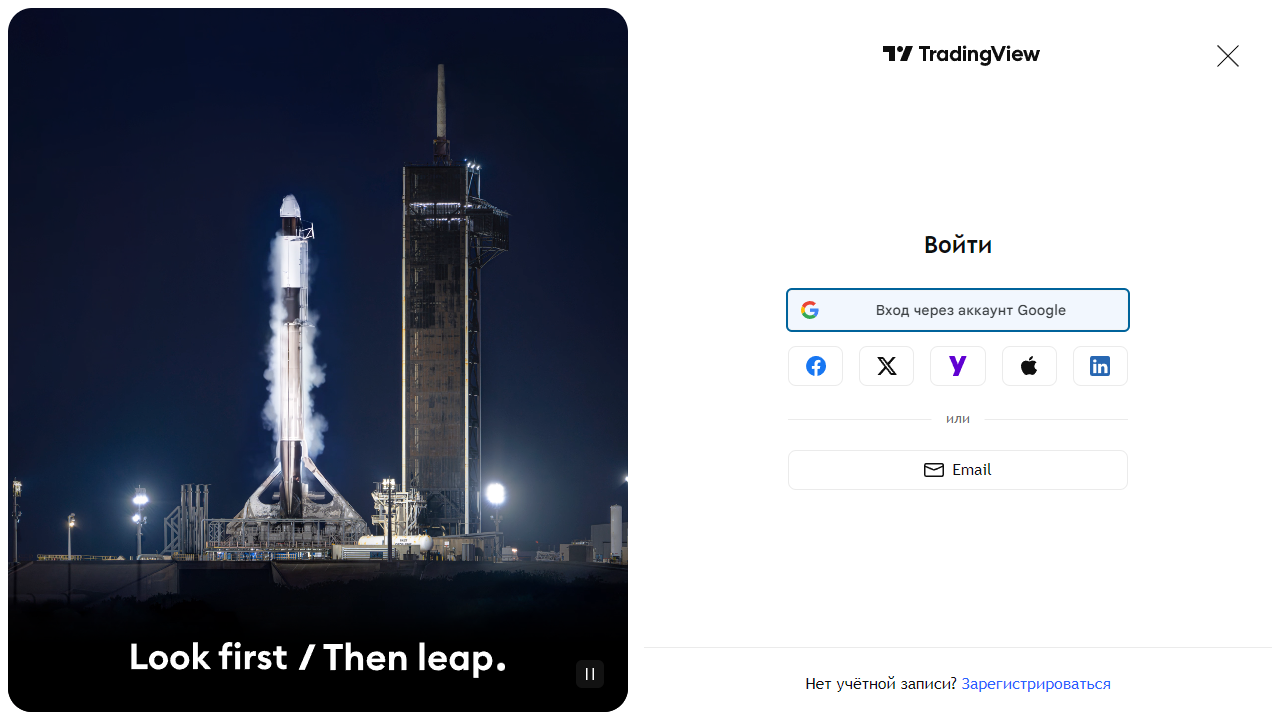 TradingView
Войти
Вход через аккаунт Google
или
Email
Look first / Then leap.
Нет учётной записи? Зарегистрироваться